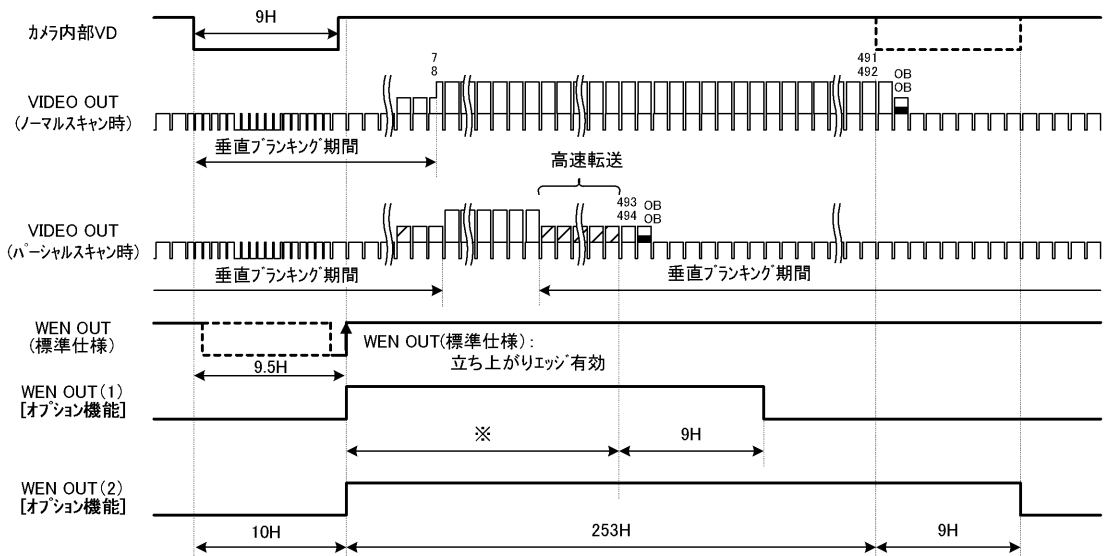 カメラ内部VD
9H
VIDEO OUT
(ノーマルスキャン時)
7
8
491
492
OB
OB
垂直ブランキング期間
高速転送
VIDEO OUT
(パーシャルスキャン時)
493
494
OB
OB
垂直ブランキング期間
垂直ブランキング期間
WEN OUT
(標準仕様)
WEN OUT(標準仕様):
立ち上がりエッジ有効
9.5H
WEN OUT(1)
[オプション機能]
※
9H
WEN OUT(2)
[オプション機能]
10H
253H
9H